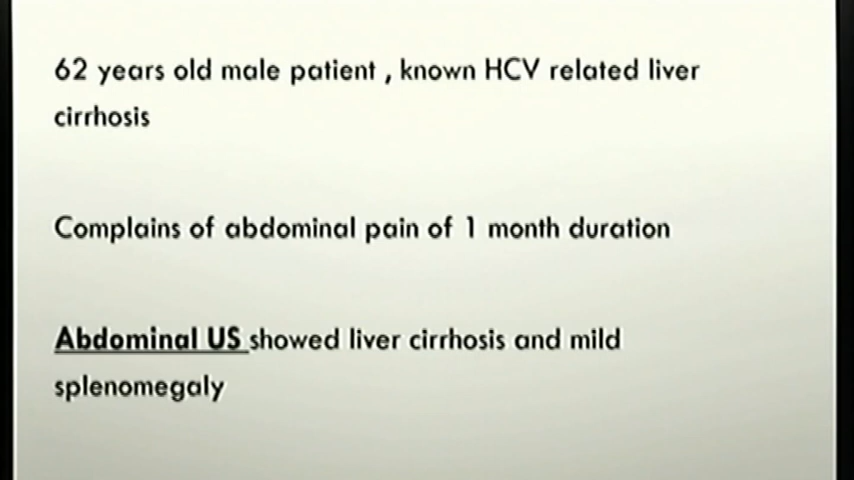 62 years old male patient , known HCV related liver
cirrhosis
Complains of abdominal pain of 1 month duration
Abdominal US showed liver cirrhosis and mild
splenomegaly